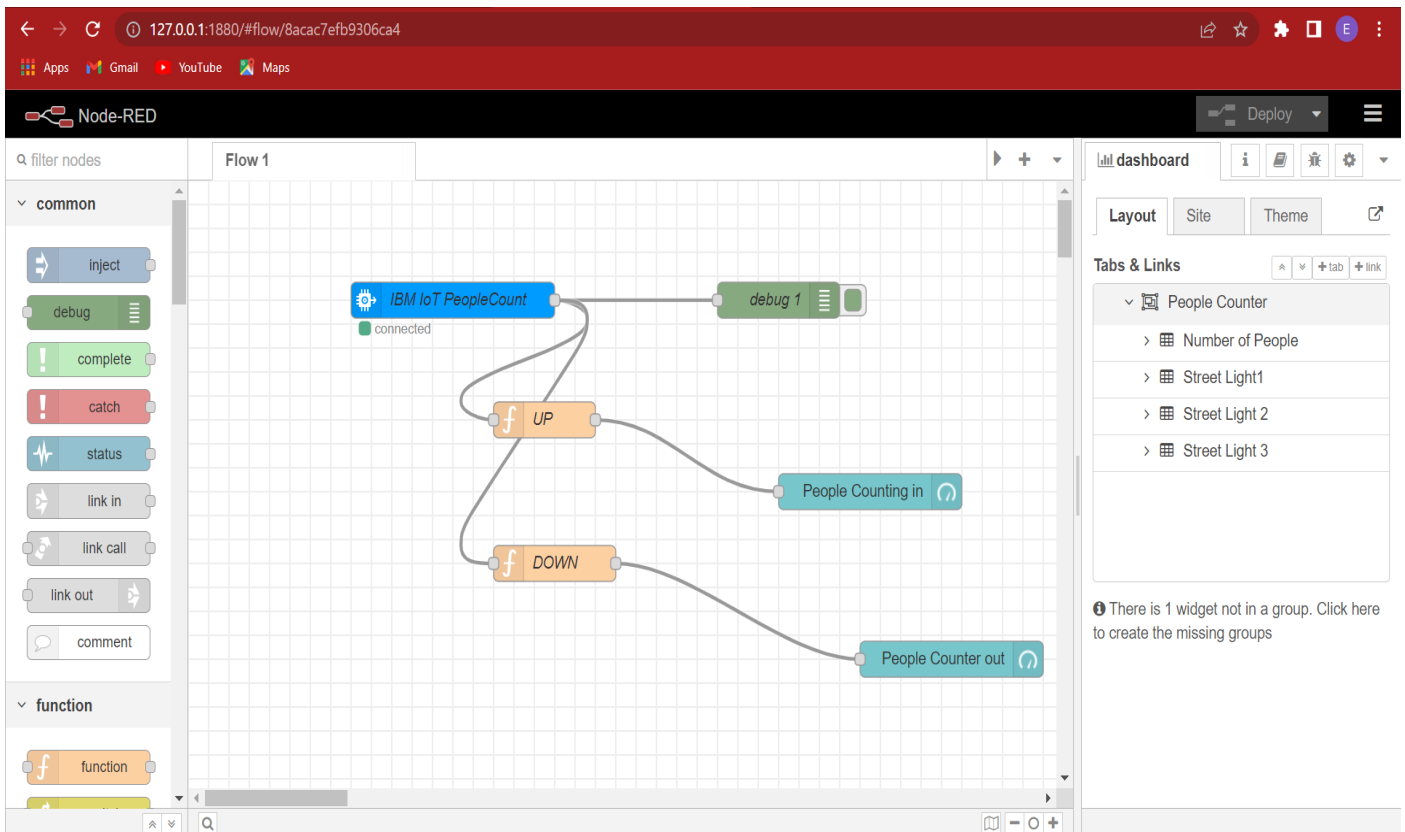 127.0.0.1:1880/#flow/8acac7efb9306ca4
E
Apps Gmail YouTube Maps
Node-RED
Deploy
filter nodes
Flow 1
dashboard
i
common
Layout Site Theme
inject
Tabs & Links
+tab +link
IBM IoT PeopleCount
debug 1
People Counter
debug
connected
Number of People
complete
Street Light1
catch
UP
Street Light 2
status
Street Light 3
link in
People Counting in
link call
DOWN
link out
There is 1 widget not in a group. Click here
to create the missing groups
comment
People Counter out
function
function